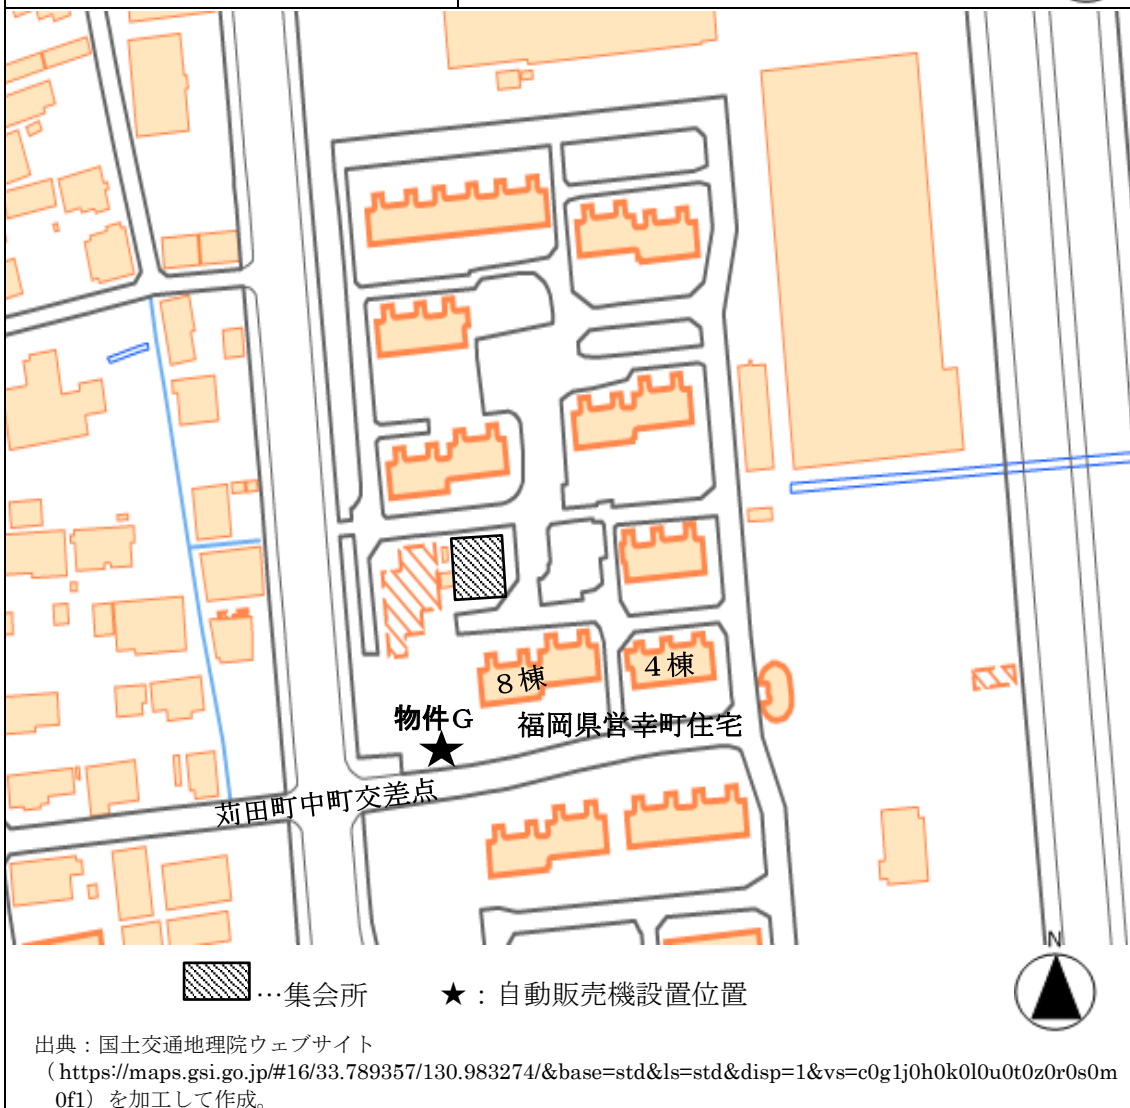 ８棟
４棟
物件Ｇ
福岡県営幸町住宅
苅田町中町交差点
N
…集会所
★：自動販売機設置位置
出典：国土交通地理院ウェブサイト
（https://maps.gsi.go.jp/#16/33.789357/130.983274/&base=std&ls=std&disp=1&vs=c0g1j0h0k0l0u0t0z0r0s0m
0f1）を加工して作成。